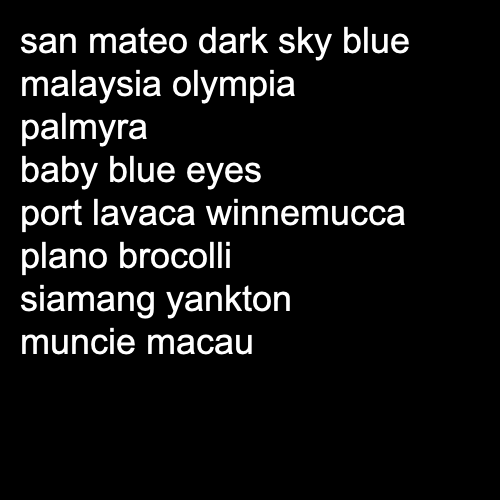 san mateo dark sky blue
malaysia olympia
palmyra
baby blue eyes
port lavaca winnemucca
plano brocolli
siamang yankton
muncie macau